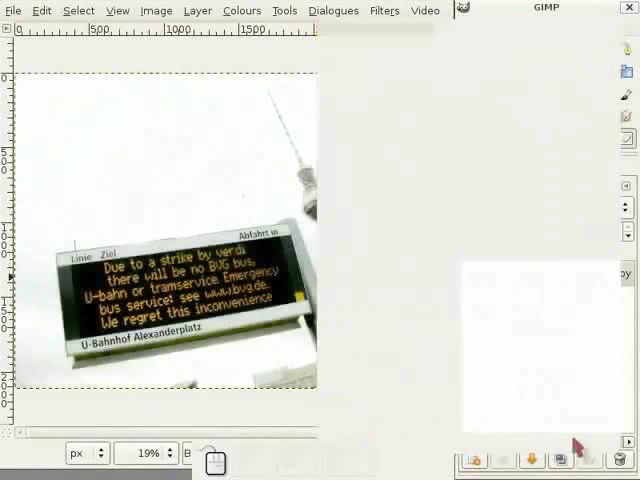 File Edit Select View Image Layer Colours Tools Dialogues Filters Video
GIMP
0 500 1000 1500
Linie Ziel Abfahrt in
Due to a strike by verdi
there will be no BVG bus,
U-bahn or tramservice. Emergency
bus service: see www.bvg.de.
We regret this inconvenience
U-Bahnhof Alexanderplatz
px 19% B